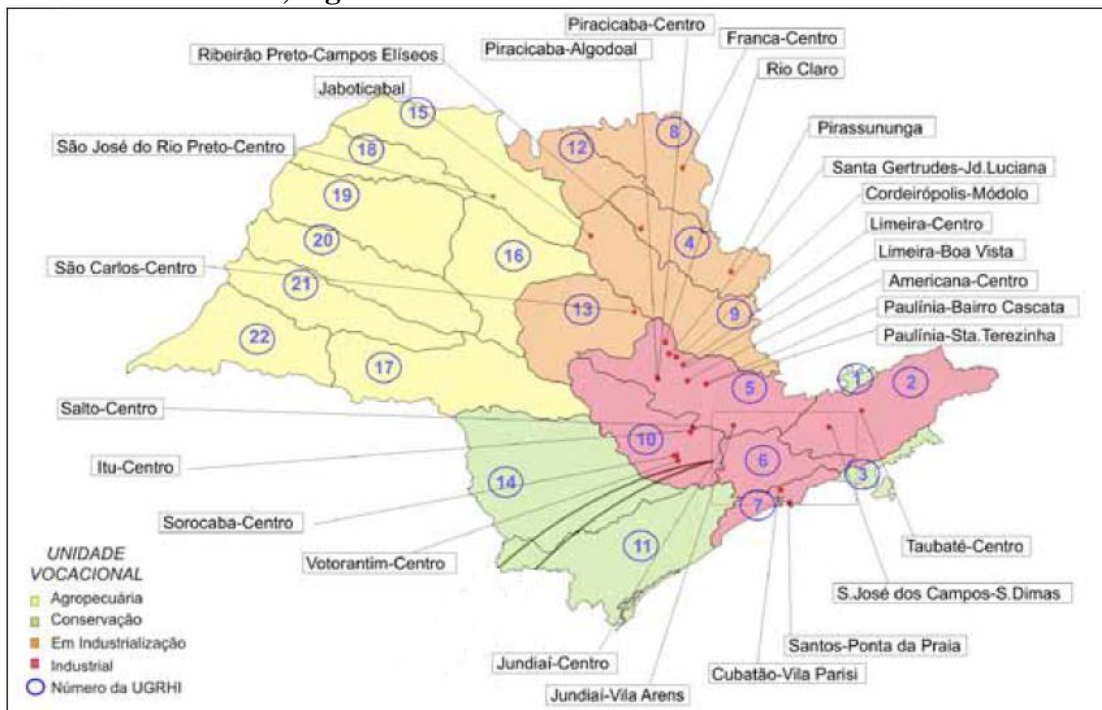 Piracicaba-Centro
Franca-Centro
Ribeirão Preto-Campos Elíseos
Piracicaba-Algodoal
Rio Claro
Jaboticabal
15
8
Pirassununga
São José do Rio Preto-Centro
18
12
Santa Gertrudes-Jd.Luciana
19
Cordeirópolis-Módolo
Limeira-Centro
20
4
Limeira-Boa Vista
São Carlos-Centro
16
Americana-Centro
21
13
9
Paulínia-Bairro Cascata
22
Paulínia-Sta.Terezinha
17
5
1
2
Salto-Centro
10
6
3
Itu-Centro
14
7
Sorocaba-Centro
11
Taubaté-Centro
Votorantim-Centro
S.José dos Campos-S.Dimas
UNIDADE
VOCACIONAL
Agropecuária
Conservação
Em Industrialização
Industrial
Número da UGRHI
Santos-Ponta da Praia
Jundiaí-Centro
Cubatão-Vila Parisi
Jundiaí-Vila Arens